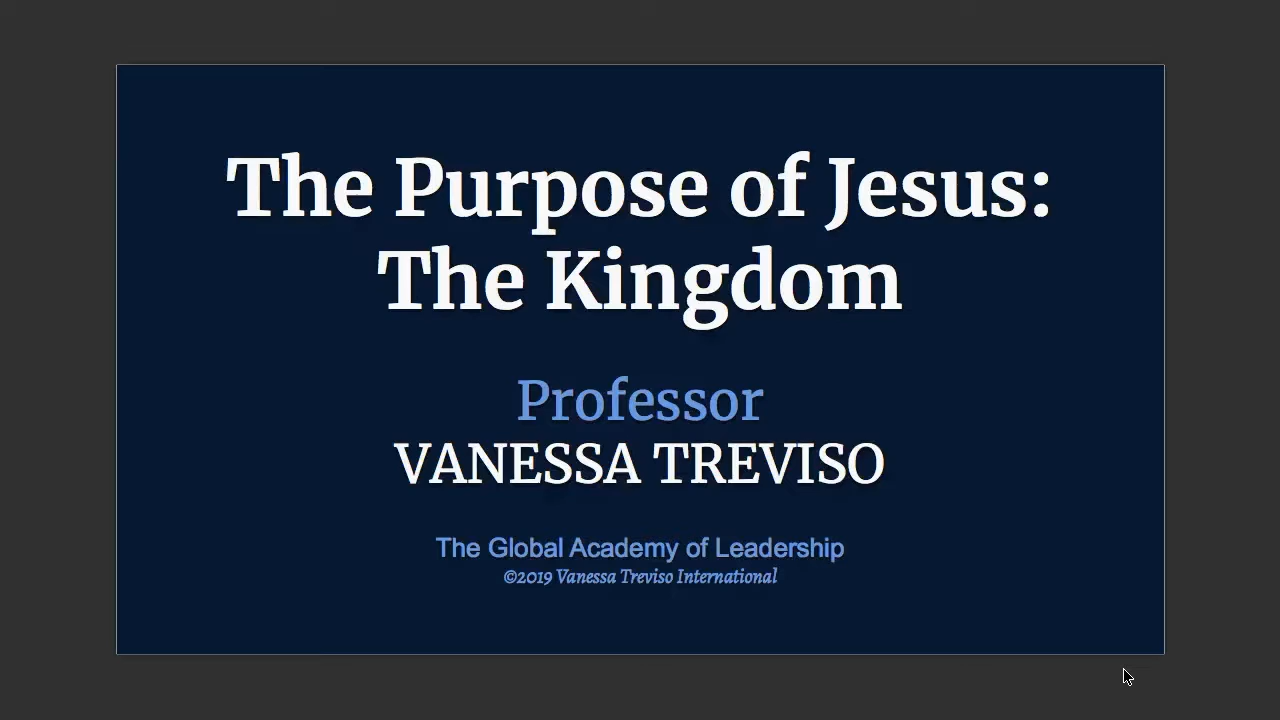 The Purpose of Jesus:
The Kingdom
Professor
VANESSA TREVISO
The Global Academy of Leadership
©2019 Vanessa Treviso International